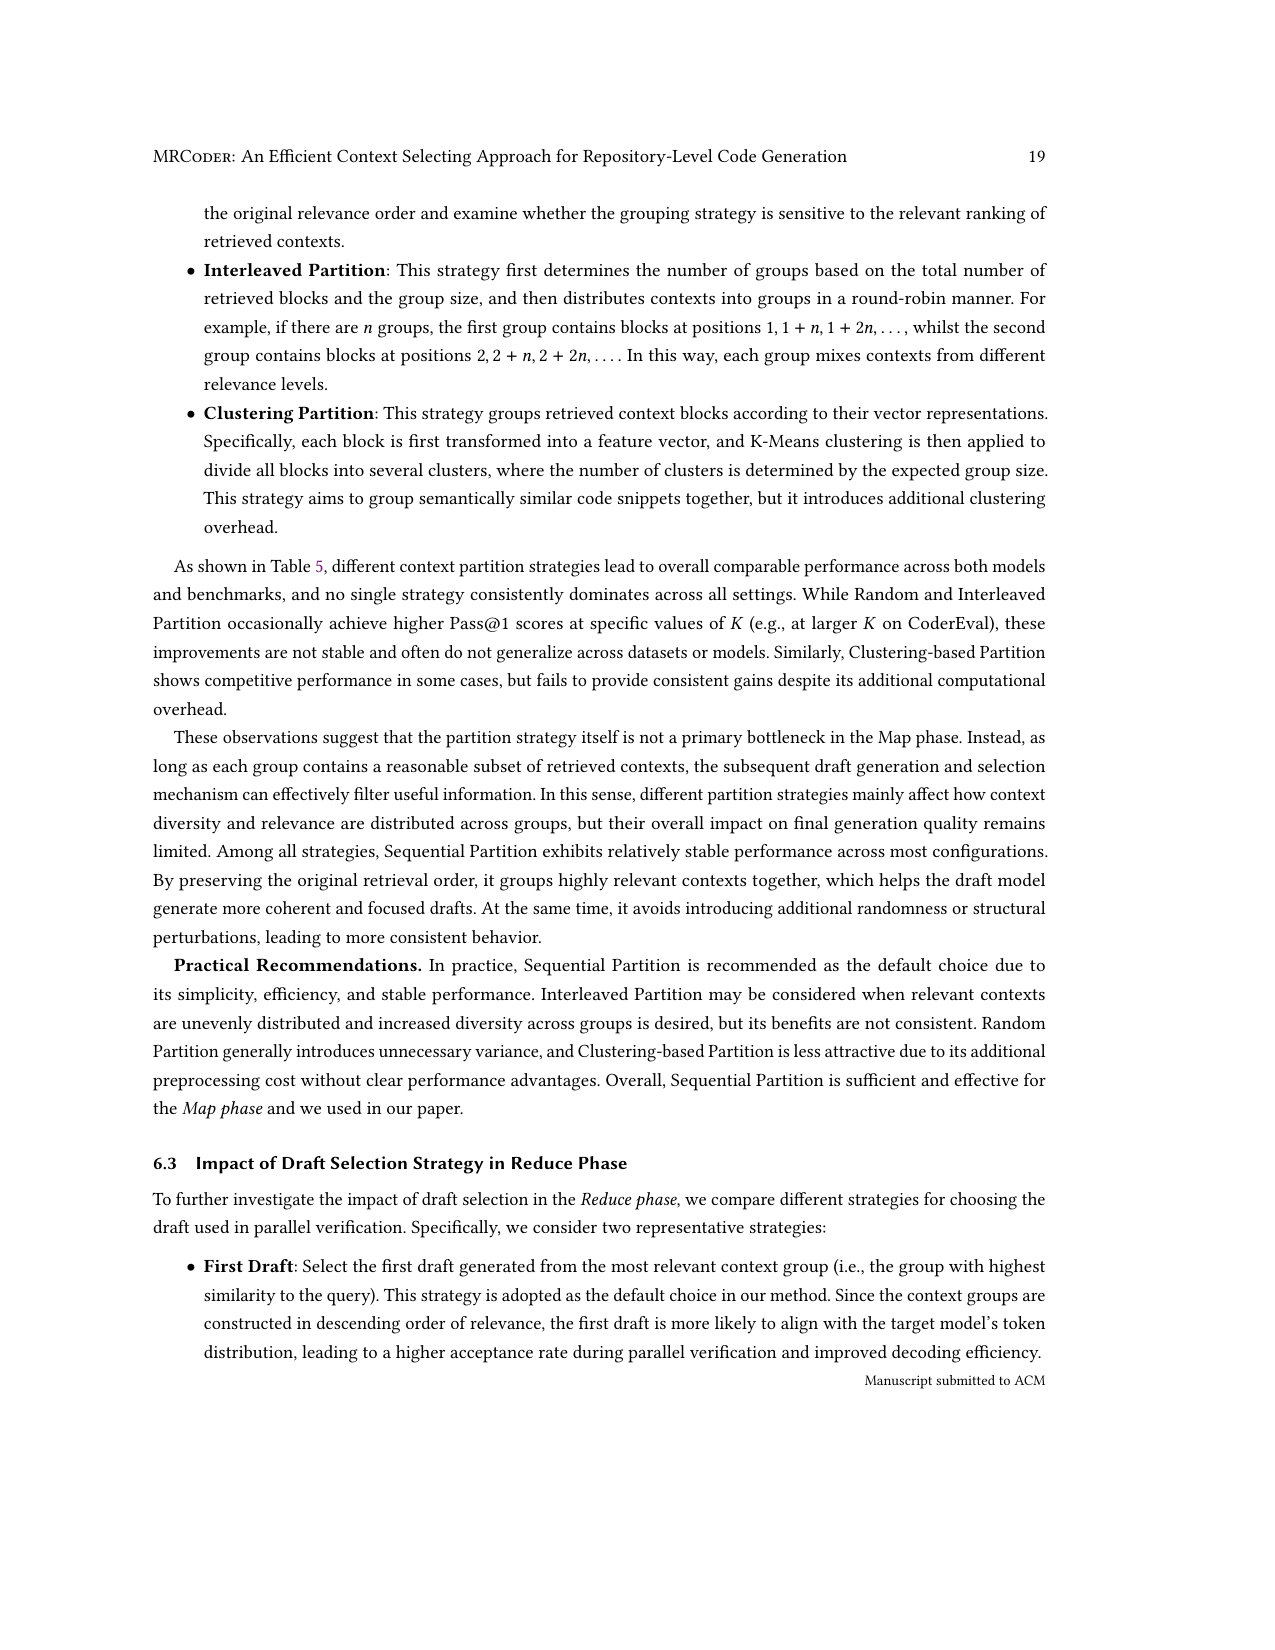 MRCoder: An Efficient Context Selecting Approach for Repository-Level Code Generation 19
the original relevance order and examine whether the grouping strategy is sensitive to the relevant ranking of
retrieved contexts.
• Interleaved Partition: This strategy first determines the number of groups based on the total number of
retrieved blocks and the group size, and then distributes contexts into groups in a round-robin manner. For
example, if there are n groups, the first group contains blocks at positions 1, 1 + n, 1 + 2n, . . . , whilst the second
group contains blocks at positions 2, 2 + n, 2 + 2n, . . . . In this way, each group mixes contexts from different
relevance levels.
• Clustering Partition: This strategy groups retrieved context blocks according to their vector representations.
Specifically, each block is first transformed into a feature vector, and K-Means clustering is then applied to
divide all blocks into several clusters, where the number of clusters is determined by the expected group size.
This strategy aims to group semantically similar code snippets together, but it introduces additional clustering
overhead.
As shown in Table 5, different context partition strategies lead to overall comparable performance across both models
and benchmarks, and no single strategy consistently dominates across all settings. While Random and Interleaved
Partition occasionally achieve higher Pass@1 scores at specific values of K (e.g., at larger K on CoderEval), these
improvements are not stable and often do not generalize across datasets or models. Similarly, Clustering-based Partition
shows competitive performance in some cases, but fails to provide consistent gains despite its additional computational
overhead.
These observations suggest that the partition strategy itself is not a primary bottleneck in the Map phase. Instead, as
long as each group contains a reasonable subset of retrieved contexts, the subsequent draft generation and selection
mechanism can effectively filter useful information. In this sense, different partition strategies mainly affect how context
diversity and relevance are distributed across groups, but their overall impact on final generation quality remains
limited. Among all strategies, Sequential Partition exhibits relatively stable performance across most configurations.
By preserving the original retrieval order, it groups highly relevant contexts together, which helps the draft model
generate more coherent and focused drafts. At the same time, it avoids introducing additional randomness or structural
perturbations, leading to more consistent behavior.
Practical Recommendations. In practice, Sequential Partition is recommended as the default choice due to
its simplicity, efficiency, and stable performance. Interleaved Partition may be considered when relevant contexts
are unevenly distributed and increased diversity across groups is desired, but its benefits are not consistent. Random
Partition generally introduces unnecessary variance, and Clustering-based Partition is less attractive due to its additional
preprocessing cost without clear performance advantages. Overall, Sequential Partition is sufficient and effective for
the Map phase and we used in our paper.
6.3 Impact of Draft Selection Strategy in Reduce Phase
To further investigate the impact of draft selection in the Reduce phase, we compare different strategies for choosing the
draft used in parallel verification. Specifically, we consider two representative strategies:
• First Draft: Select the first draft generated from the most relevant context group (i.e., the group with highest
similarity to the query). This strategy is adopted as the default choice in our method. Since the context groups are
constructed in descending order of relevance, the first draft is more likely to align with the target model's token
distribution, leading to a higher acceptance rate during parallel verification and improved decoding efficiency.
Manuscript submitted to ACM